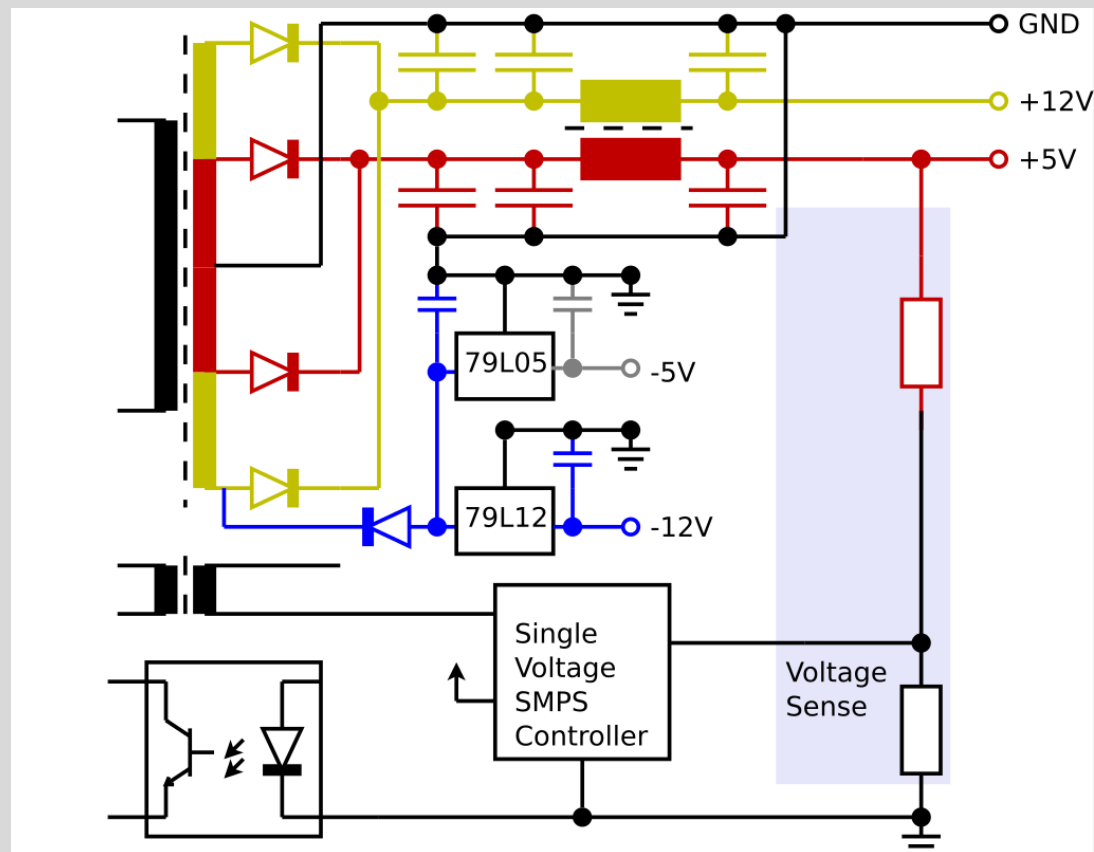 GND
+12V
+5V
79L05
-5V
79L12
-12V
Single
Voltage
SMPS
Controller
Voltage
Sense